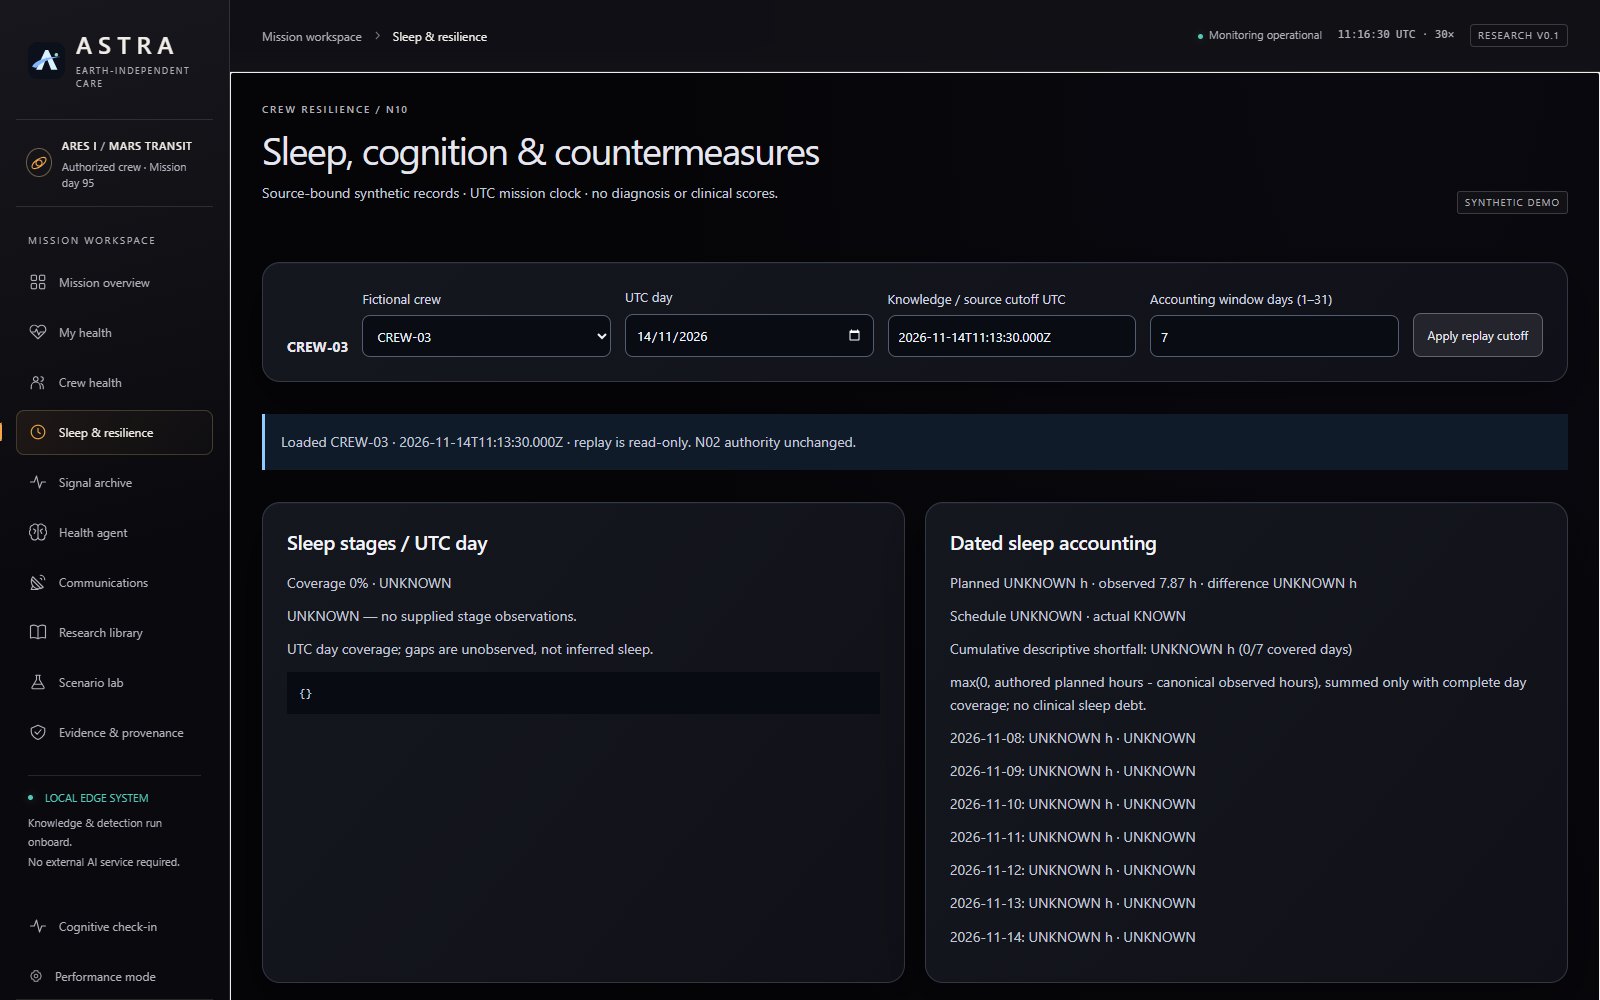 ASTRA
EARTH-INDEPENDENT
CARE
ARES I / MARS TRANSIT
Authorized crew · Mission
day 95
MISSION WORKSPACE
Mission overview
My health
Crew health
Sleep & resilience
Signal archive
Health agent
Communications
Research library
Scenario lab
Evidence & provenance
LOCAL EDGE SYSTEM
Knowledge & detection run
onboard.
No external AI service required.
Cognitive check-in
Performance mode
Mission workspace > Sleep & resilience
Monitoring operational
11:16:30 UTC · 30×
RESEARCH V0.1
CREW RESILIENCE / N10
Sleep, cognition & countermeasures
Source-bound synthetic records · UTC mission clock · no diagnosis or clinical scores.
SYNTHETIC DEMO
CREW-03
Fictional crew
CREW-03
UTC day
14/11/2026
Knowledge / source cutoff UTC
2026-11-14T11:13:30.000Z
Accounting window days (1–31)
7
Apply replay cutoff
Loaded CREW-03 · 2026-11-14T11:13:30.000Z · replay is read-only. N02 authority unchanged.
Sleep stages / UTC day
Coverage 0% · UNKNOWN
UNKNOWN — no supplied stage observations.
UTC day coverage; gaps are unobserved, not inferred sleep.
{}
Dated sleep accounting
Planned UNKNOWN h · observed 7.87 h · difference UNKNOWN h
Schedule UNKNOWN · actual KNOWN
Cumulative descriptive shortfall: UNKNOWN h (0/7 covered days)
max(0, authored planned hours - canonical observed hours), summed only with complete day
coverage; no clinical sleep debt.
2026-11-08: UNKNOWN h · UNKNOWN
2026-11-09: UNKNOWN h · UNKNOWN
2026-11-10: UNKNOWN h · UNKNOWN
2026-11-11: UNKNOWN h · UNKNOWN
2026-11-12: UNKNOWN h · UNKNOWN
2026-11-13: UNKNOWN h · UNKNOWN
2026-11-14: UNKNOWN h · UNKNOWN